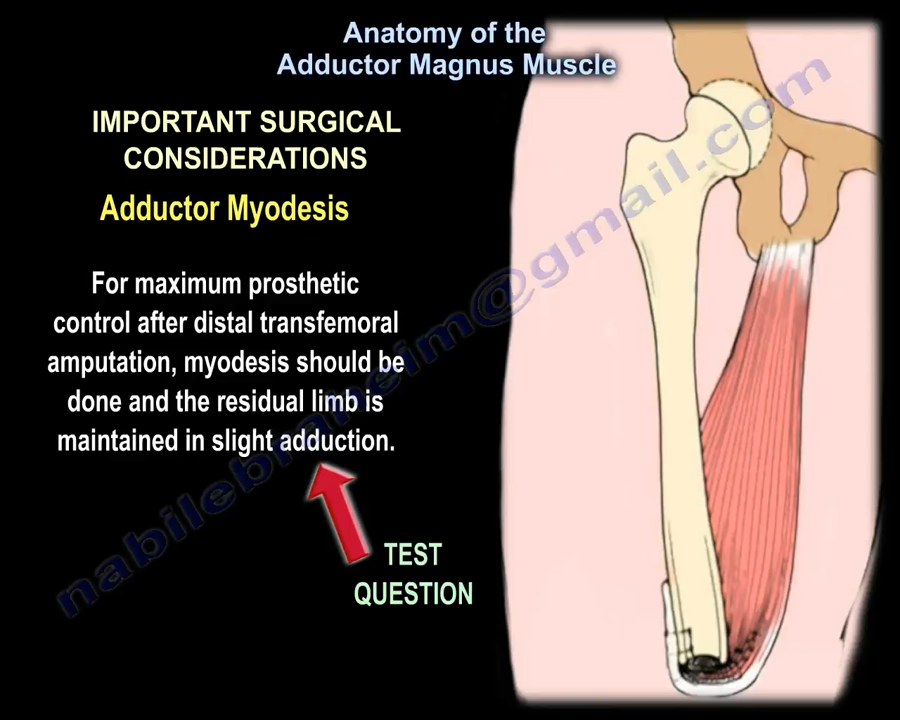 Anatomy of the
Adductor Magnus Muscle
IMPORTANT SURGICAL
CONSIDERATIONS
Adductor Myodesis
For maximum prosthetic
control after distal transfemoral
amputation, myodesis should be
done and the residual limb is
maintained in slight adduction.
TEST
QUESTION
nabilebraheim@gmail.com